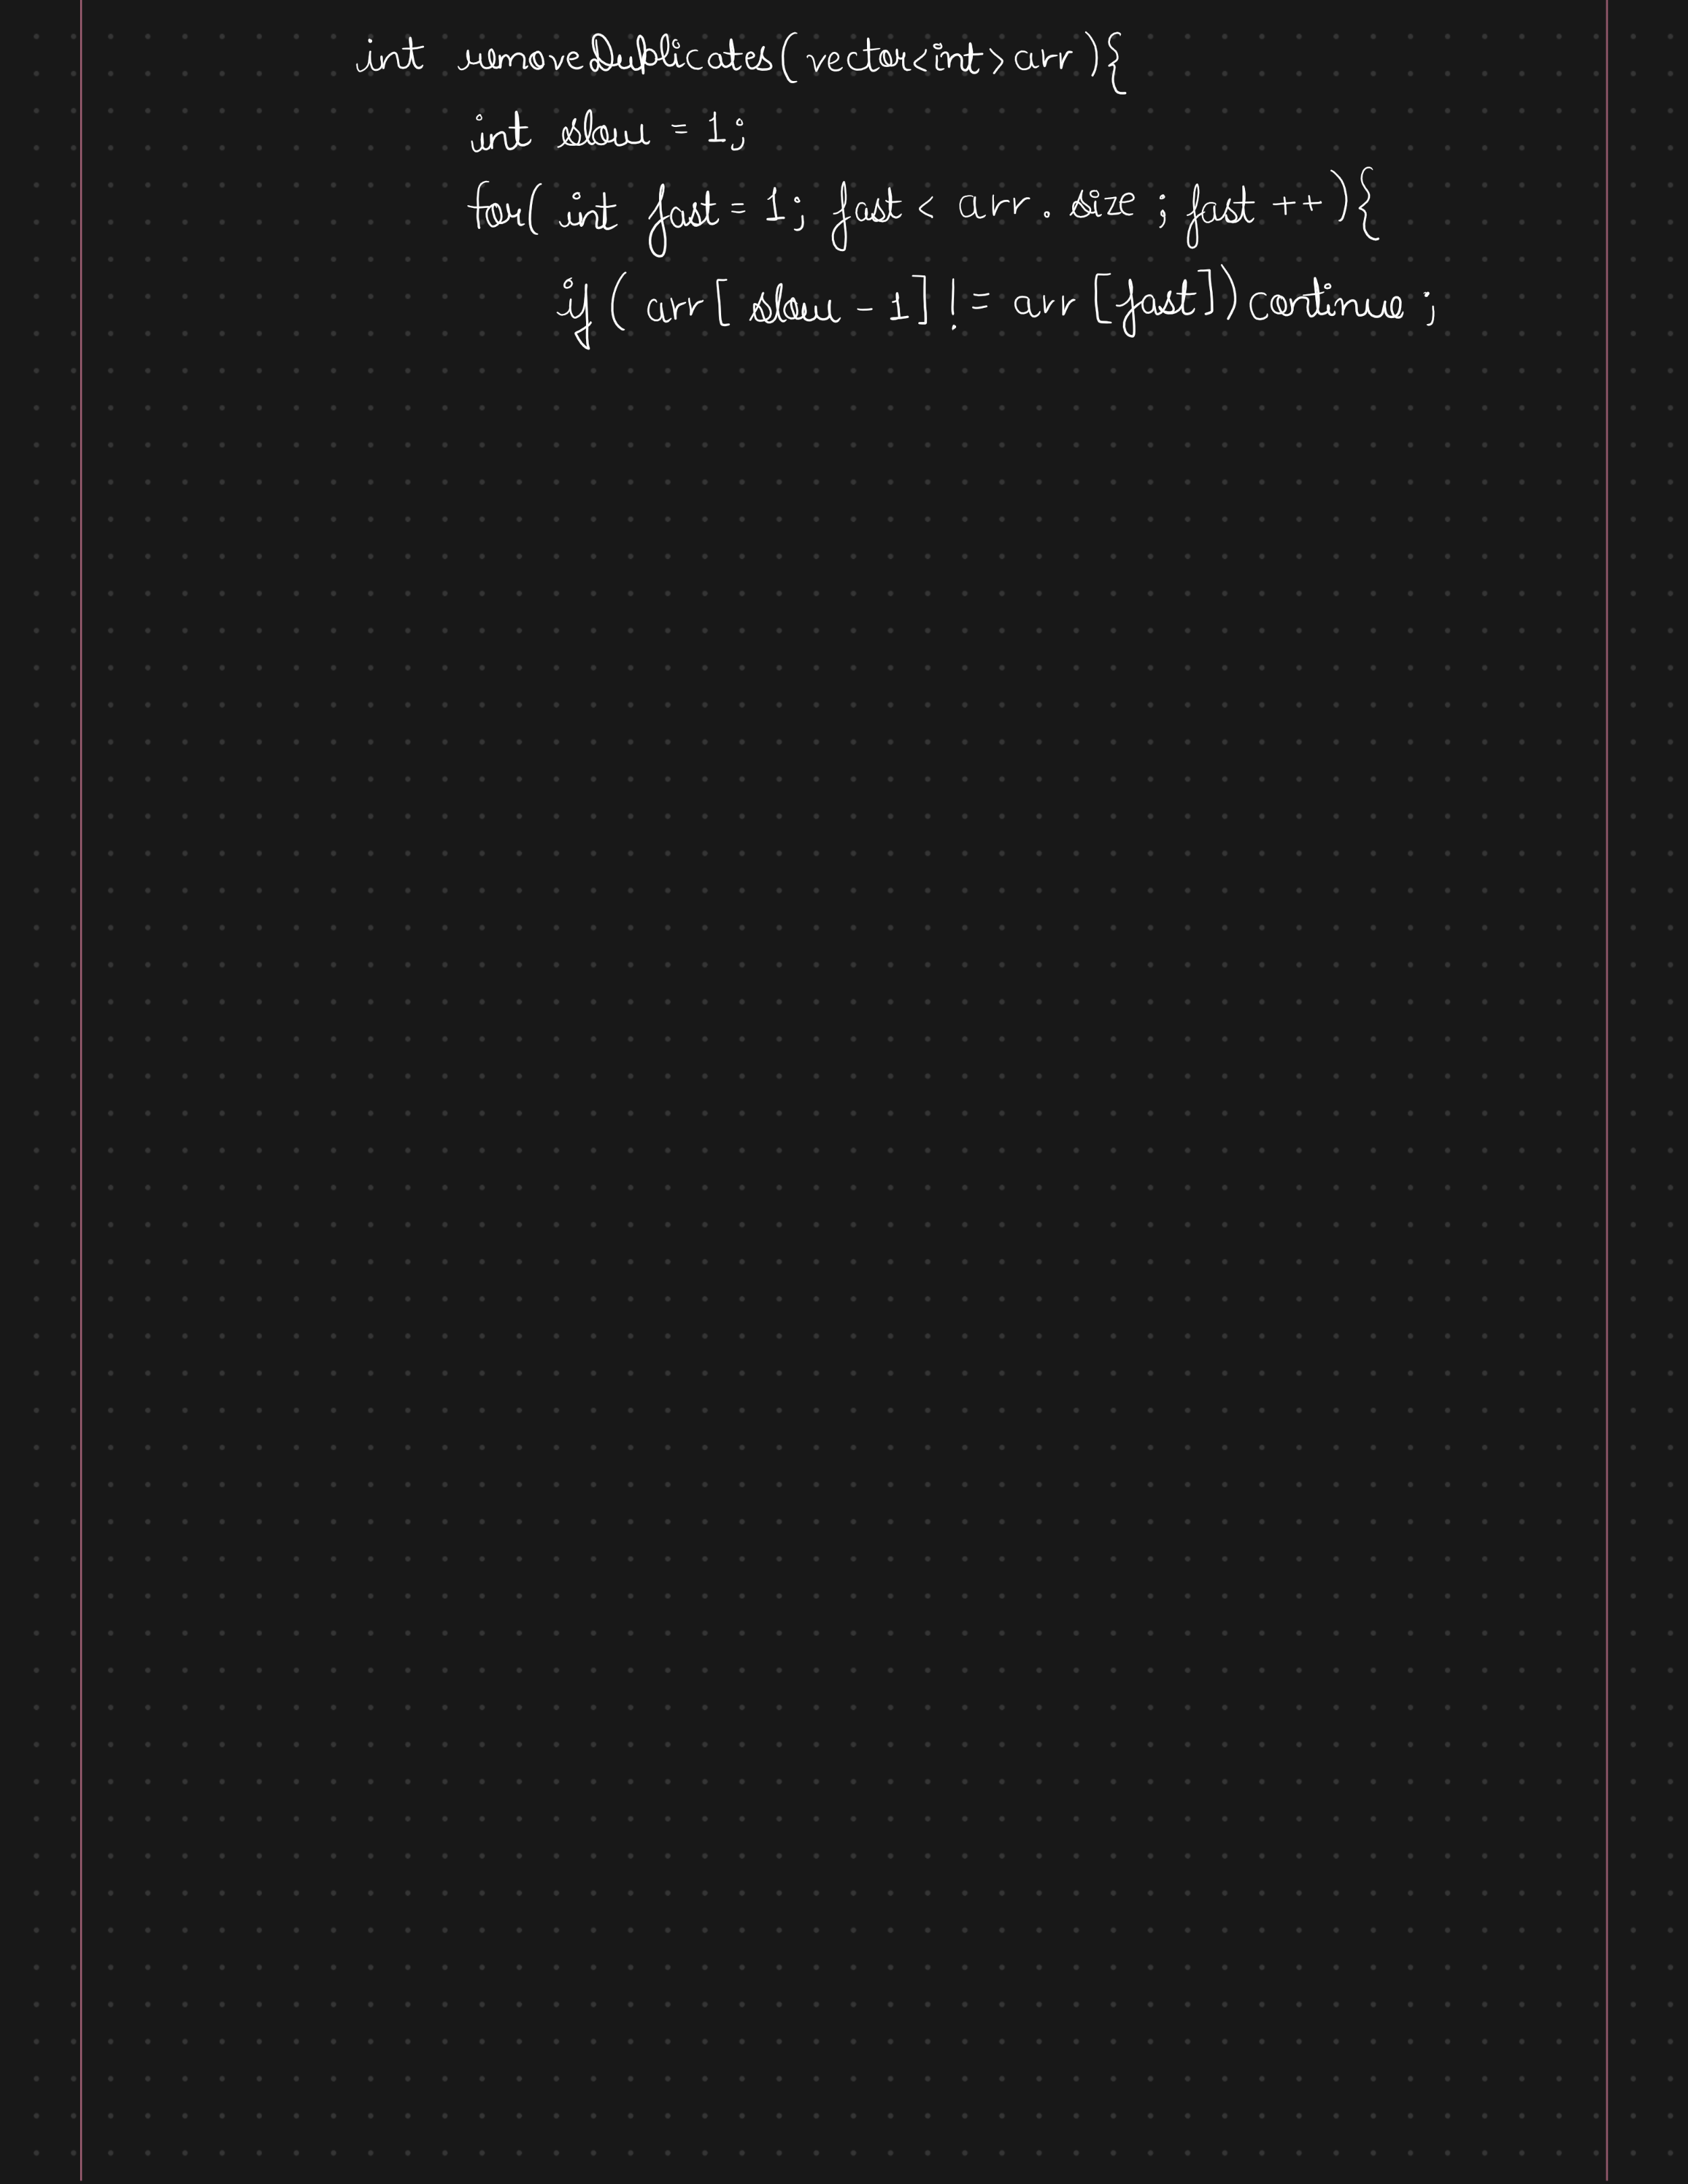 int removeDuplicates(vector<int>arr){
int slow = 1;
for( int fast = 1; fast < arr. size ; fast ++){
if ( arr[ slow - 1] != arr [fast])continue ;